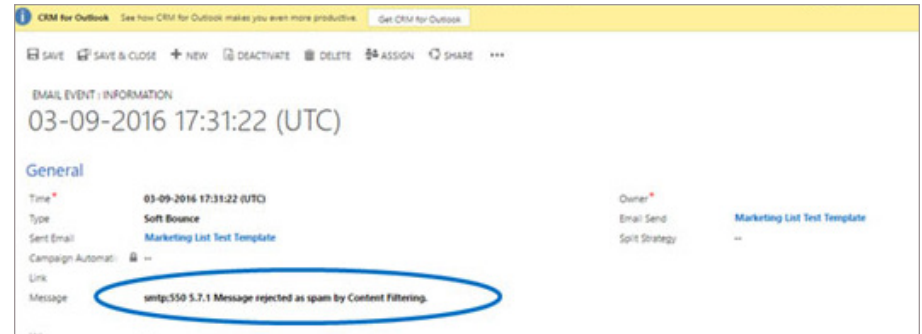 CRM for Outlook See how CRM for Outlook makes you even more productive. Get CRM for Outlook
SAVE SAVE & CLOSE + NEW DEACTIVATE DELETE ASSIGN SHARE •••
EMAIL EVENT : INFORMATION
03-09-2016 17:31:22 (UTC)
General
Time* 03-09-2016 17:31:22 (UTC) Owner*
Type Soft Bounce Email Send Marketing List Test Template
Sent Email Marketing List Test Template Split Strategy --
Campaign Automati --
Link
Message smtp;550 5.7.1 Message rejected as spam by Content Filtering.